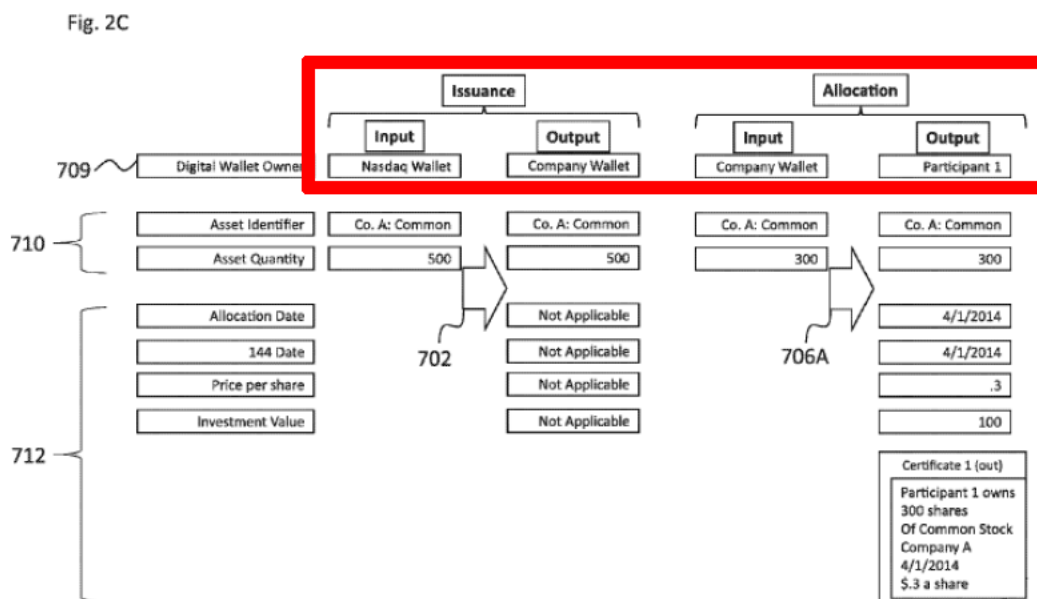 Fig. 2C
Issuance Allocation
Input Output Input Output
709 Digital Wallet Owner Nasdaq Wallet Company Wallet Company Wallet Participant 1
710 Asset Identifier Co. A: Common Co. A: Common Co. A: Common Co. A: Common
Asset Quantity 500 500 300 300
Allocation Date Not Applicable 4/1/2014
702 706A
144 Date Not Applicable 4/1/2014
Price per share Not Applicable .3
Investment Value Not Applicable 100
712
Certificate 1 (out)
Participant 1 owns
300 shares
Of Common Stock
Company A
4/1/2014
$.3 a share